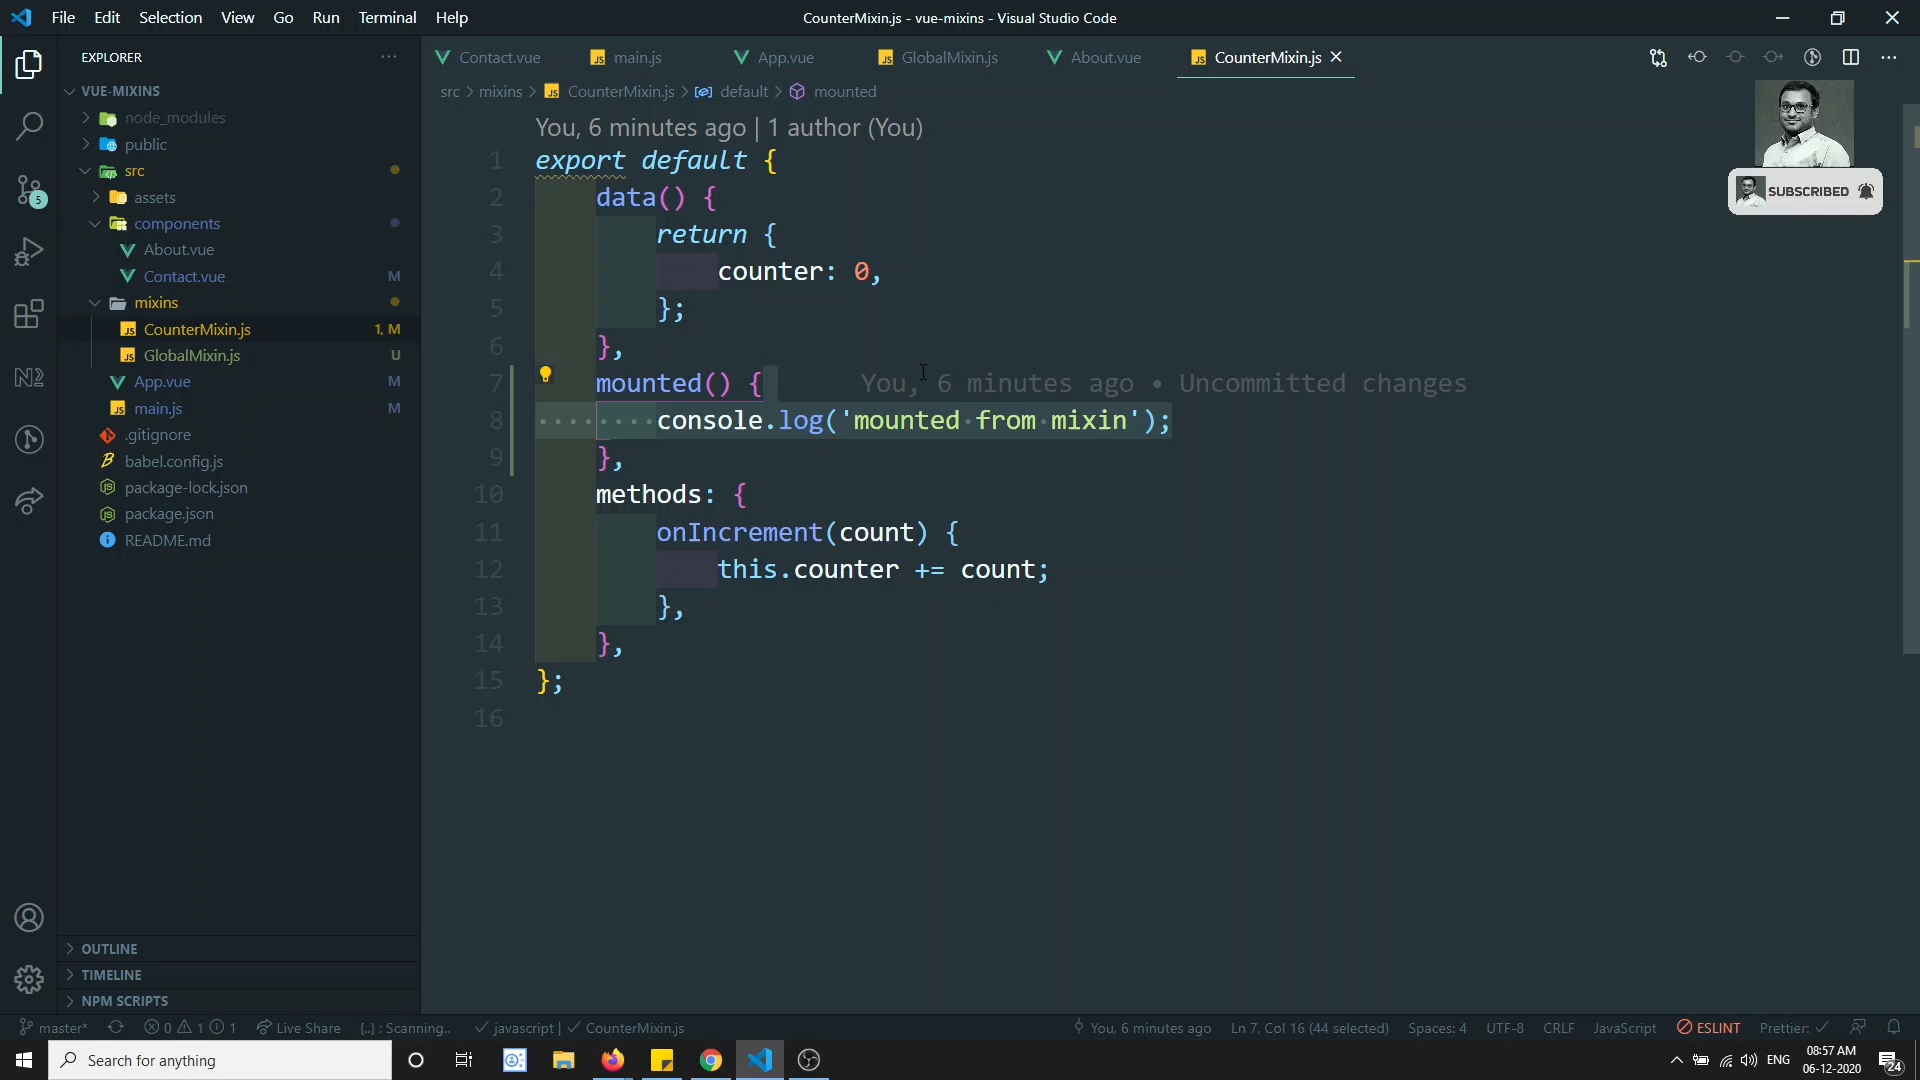 File Edit Selection View Go Run Terminal Help
CounterMixin.js - vue-mixins - Visual Studio Code
EXPLORER
VUE-MIXINS
node_modules
public
src
assets
components
About.vue
Contact.vue M
mixins
CounterMixin.js 1, M
GlobalMixin.js U
App.vue M
main.js M
.gitignore
babel.config.js
package-lock.json
package.json
README.md
OUTLINE
TIMELINE
NPM SCRIPTS
5
Contact.vue main.js App.vue GlobalMixin.js About.vue CounterMixin.js
src > mixins > CounterMixin.js > default > mounted
SUBSCRIBED
You, 6 minutes ago | 1 author (You)
1 export default {
2 data() {
3 return {
4 counter: 0,
5 };
6 },
7 mounted() { You, 6 minutes ago • Uncommitted changes
8 ········console.log('mounted·from·mixin');
9 },
10 methods: {
11 onIncrement(count) {
12 this.counter += count;
13 },
14 },
15 };
16
master* 0 1 1 Live Share {..} : Scanning.. javascript | CounterMixin.js You, 6 minutes ago Ln 7, Col 16 (44 selected) Spaces: 4 UTF-8 CRLF JavaScript ESLINT Prettier:
Search for anything
ENG
08:57 AM
06-12-2020
24